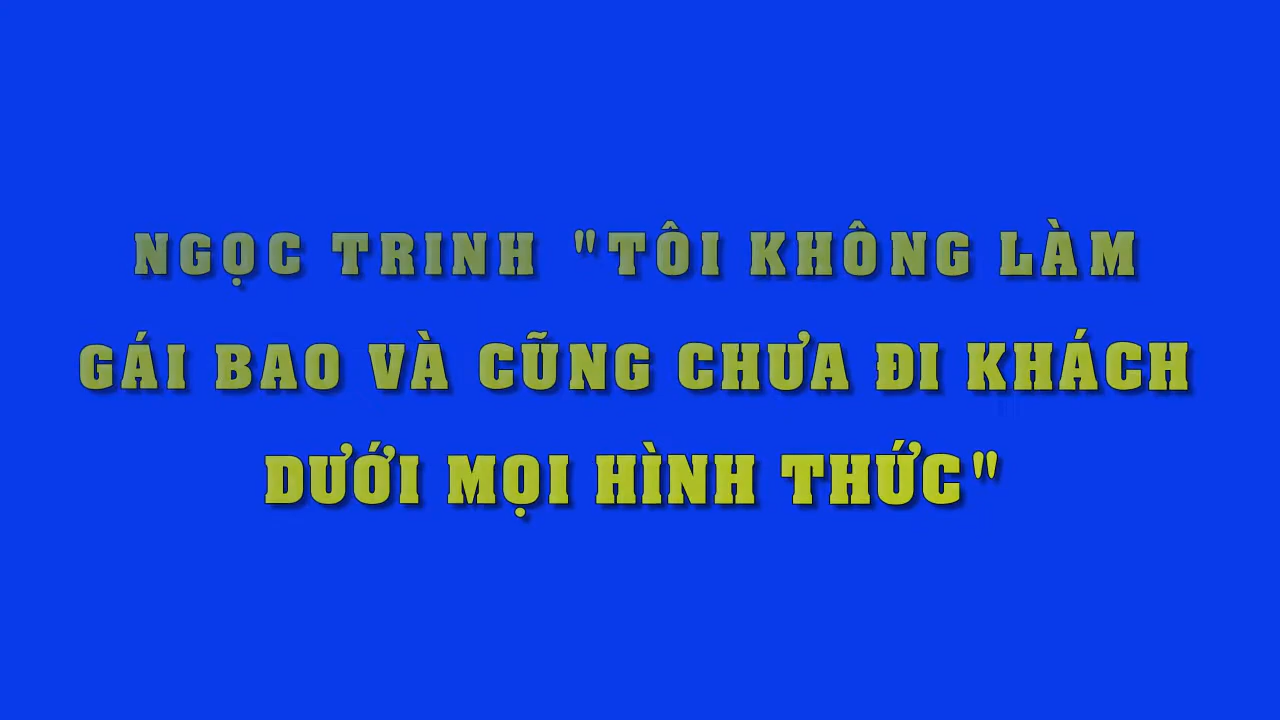 NGỌC TRINH "TÔI KHÔNG LÀM
GÁI BAO VÀ CŨNG CHƯA ĐI KHÁCH
DƯỚI MỌI HÌNH THỨC"